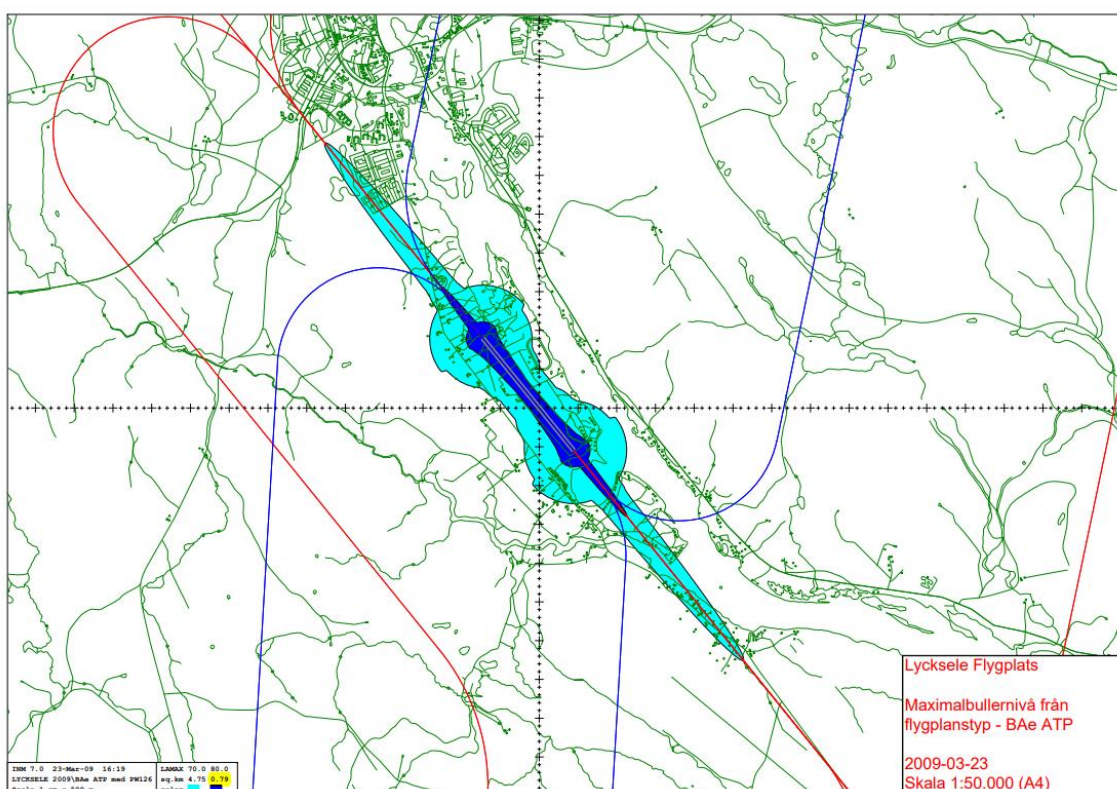 Lycksele Flygplats
Maximalbullernivå från
flygplanstyp - BAe ATP
2009-03-23
Skala 1:50.000 (A4)
INM 7.0 23-Mar-09 16:19
LYCKSELE 2009\BAe ATP med PW126
LAMAX 70.0 80.0
sq.km 4.75 0.79